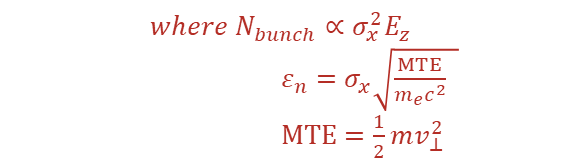 where N_bunch ∝ σ_x^2 E_z
ε_n = σ_x √(MTE / m_e c^2)
MTE = 1/2 mv_⊥^2